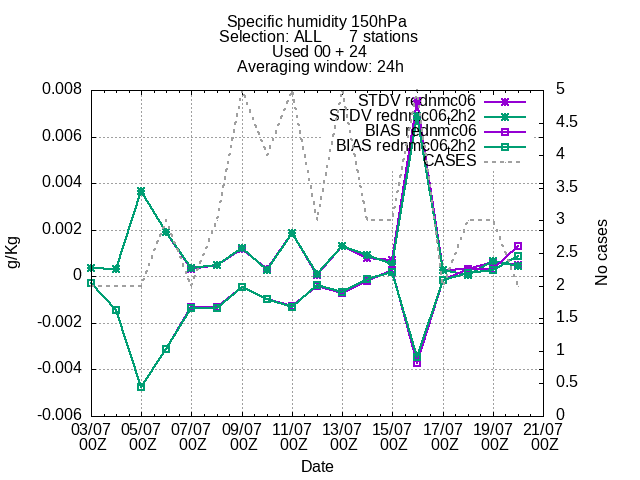 Specific humidity 150hPa
Selection: ALL 7 stations
Used 00 + 24
Averaging window: 24h
STDV rednmc06
STDV rednmc06.2h2
BIAS rednmc06
BIAS rednmc06.2h2
CASES
0.008
0.006
0.004
0.002
0
-0.002
-0.004
-0.006
g/Kg
5
4.5
4
3.5
3
2.5
2
1.5
1
0.5
0
No cases
03/07 05/07 07/07 09/07 11/07 13/07 15/07 17/07 19/07 21/07
00Z 00Z 00Z 00Z 00Z 00Z 00Z 00Z 00Z 00Z
Date